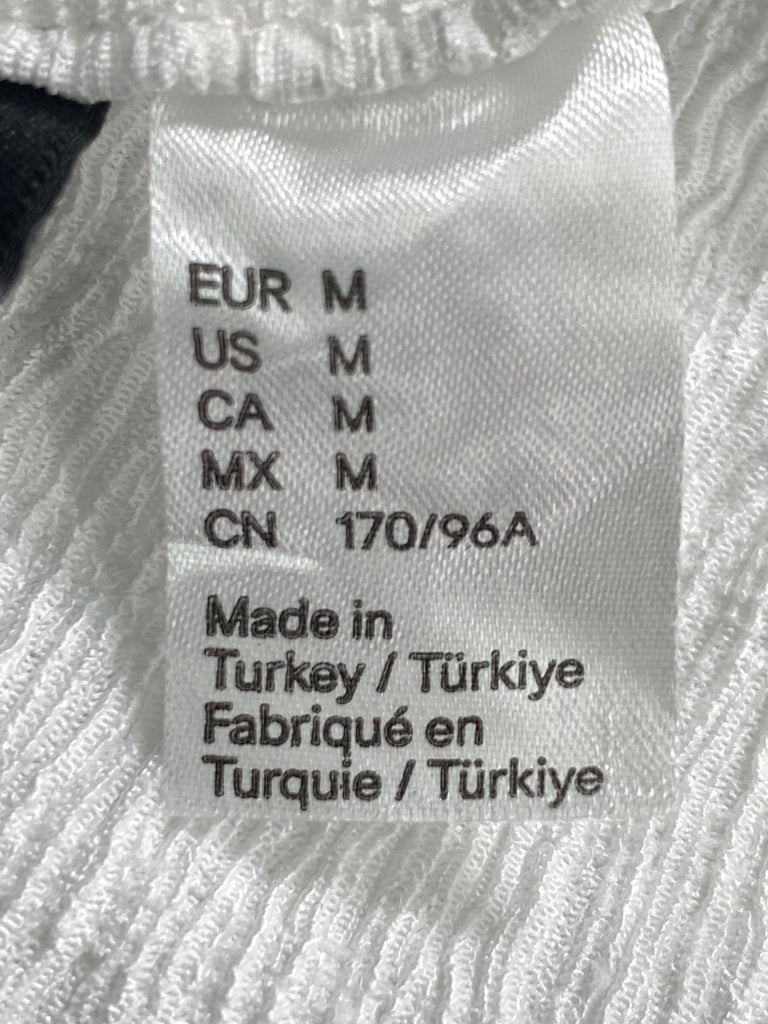 EUR M
US M
CA M
MX M
CN 170/96A
Made in
Turkey / Türkiye
Fabriqué en
Turquie / Türkiye